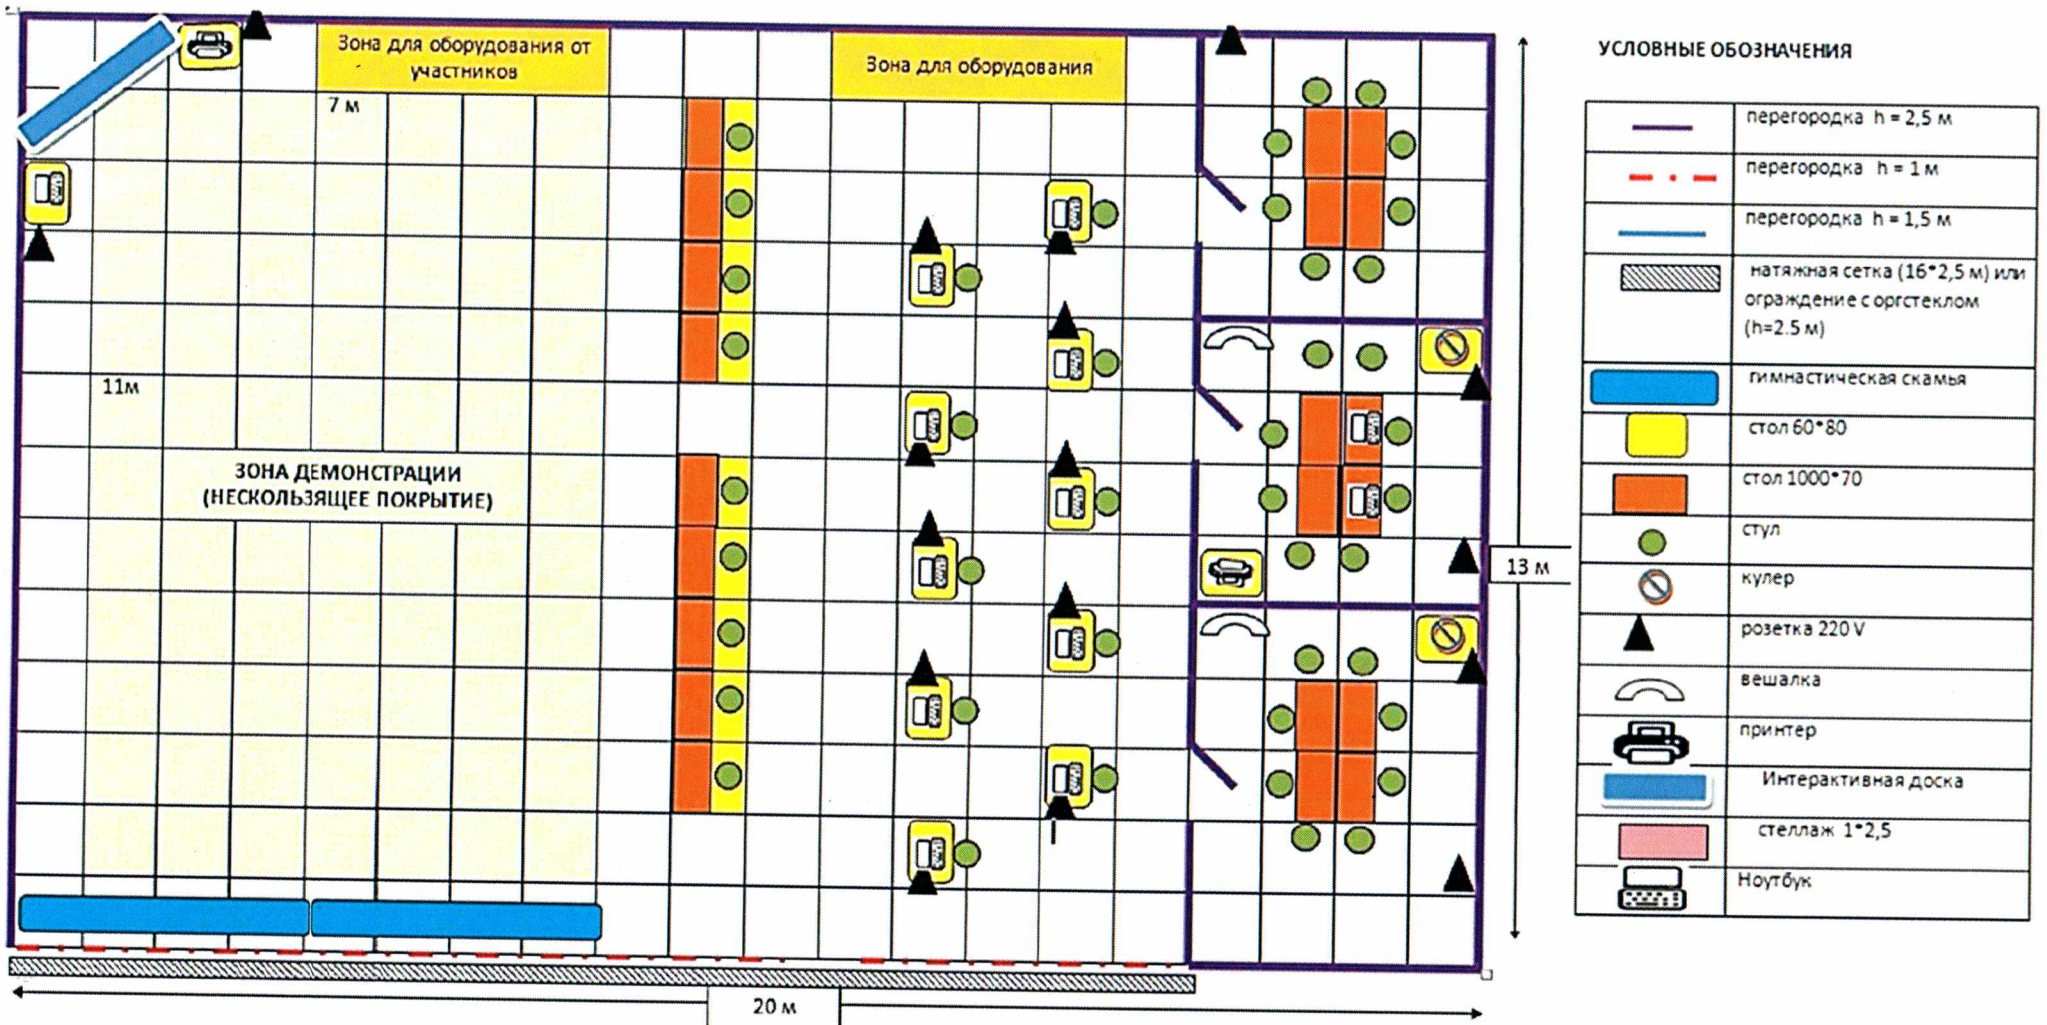 Зона для оборудования от
участников
Зона для оборудования
7 м
11м
ЗОНА ДЕМОНСТРАЦИИ
(НЕСКОЛЬЗЯЩЕЕ ПОКРЫТИЕ)
13 м
20 м
УСЛОВНЫЕ ОБОЗНАЧЕНИЯ
перегородка h = 2,5 м
перегородка h = 1 м
перегородка h = 1,5 м
натяжная сетка (16*2,5 м) или
ограждение с оргстеклом
(h=2.5 м)
гимнастическая скамья
стол 60*80
стол 1000*70
стул
кулер
розетка 220 V
вешалка
принтер
Интерактивная доска
стеллаж 1*2,5
Ноутбук